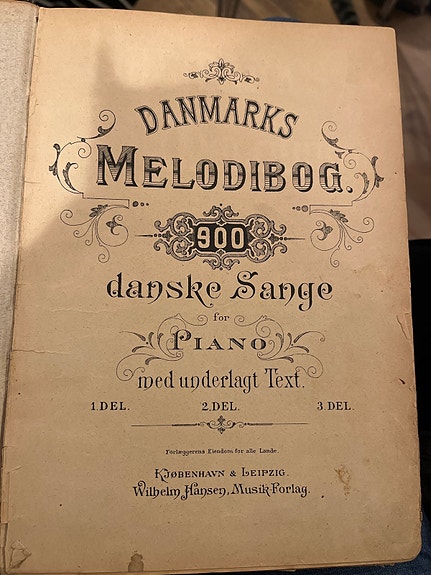 DANMARKS
MELODIBOG.
900
danske Sange
for
PIANO
med underlagt Text.
1. DEL. 2. DEL. 3. DEL.
Forlæggerens Eiendom for alle Lande.
KJØBENHAVN & LEIPZIG.
Wilhelm Hansen, Musik-Forlag.